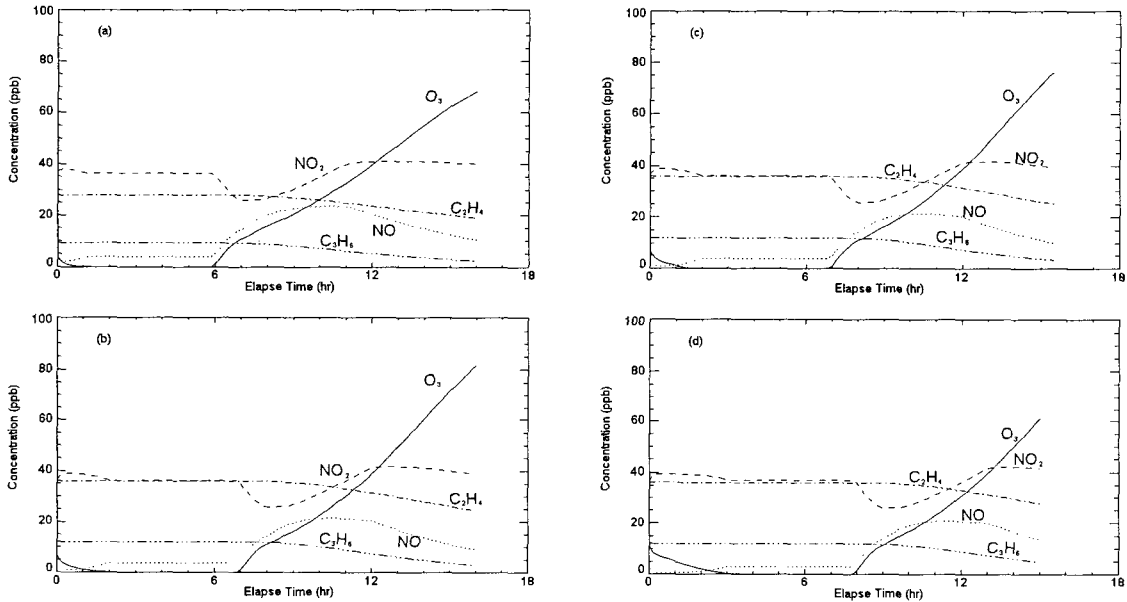 (a)
100
80
60
40
20
0
Concentration (ppb)
O₃
NO₂
C₂H₄
NO
C₃H₆
0 6 12 18
Elapse Time (hr)
(b)
100
80
60
40
20
0
Concentration (ppb)
O₃
NO₂
C₂H₄
C₃H₆
NO
0 6 12 18
Elapse Time (hr)
(c)
100
80
60
40
20
0
Concentration (ppb)
O₃
NO₂
C₂H₄
NO
C₃H₆
0 6 12 18
Elapse Time (hr)
(d)
100
80
60
40
20
0
Concentration (ppb)
O₃
NO₂
C₂H₄
NO
C₃H₆
0 6 12 18
Elapse Time (hr)